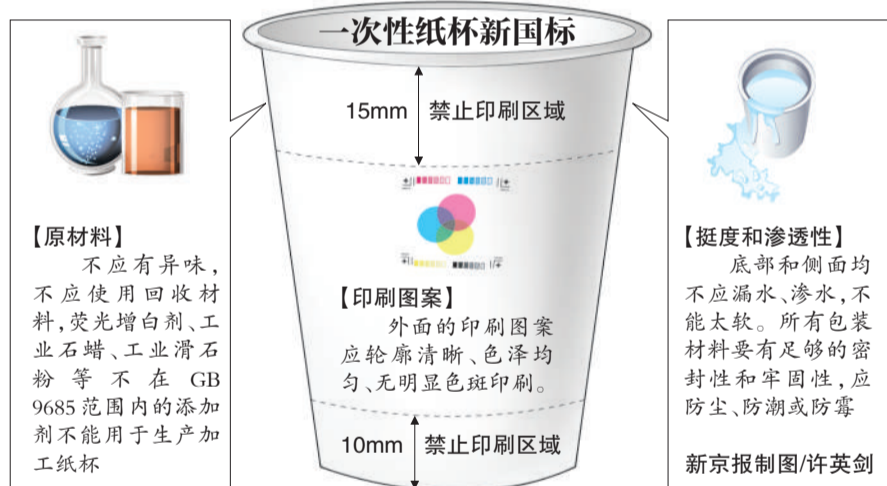 一次性纸杯新国标
15mm 禁止印刷区域
【原材料】
不应有异味，
不应使用回收材
料，荧光增白剂、工
业石蜡、工业滑石
粉等不在GB
9685范围内的添加
剂不能用于生产加
工纸杯
【印刷图案】
外面的印刷图案
应轮廓清晰、色泽均
匀、无明显色斑印刷。
10mm 禁止印刷区域
【挺度和渗透性】
底部和侧面均
不应漏水、渗水，不
能太软。所有包装
材料要有足够的密
封性和牢固性，应
防尘、防潮或防霉
新京报制图/许英剑